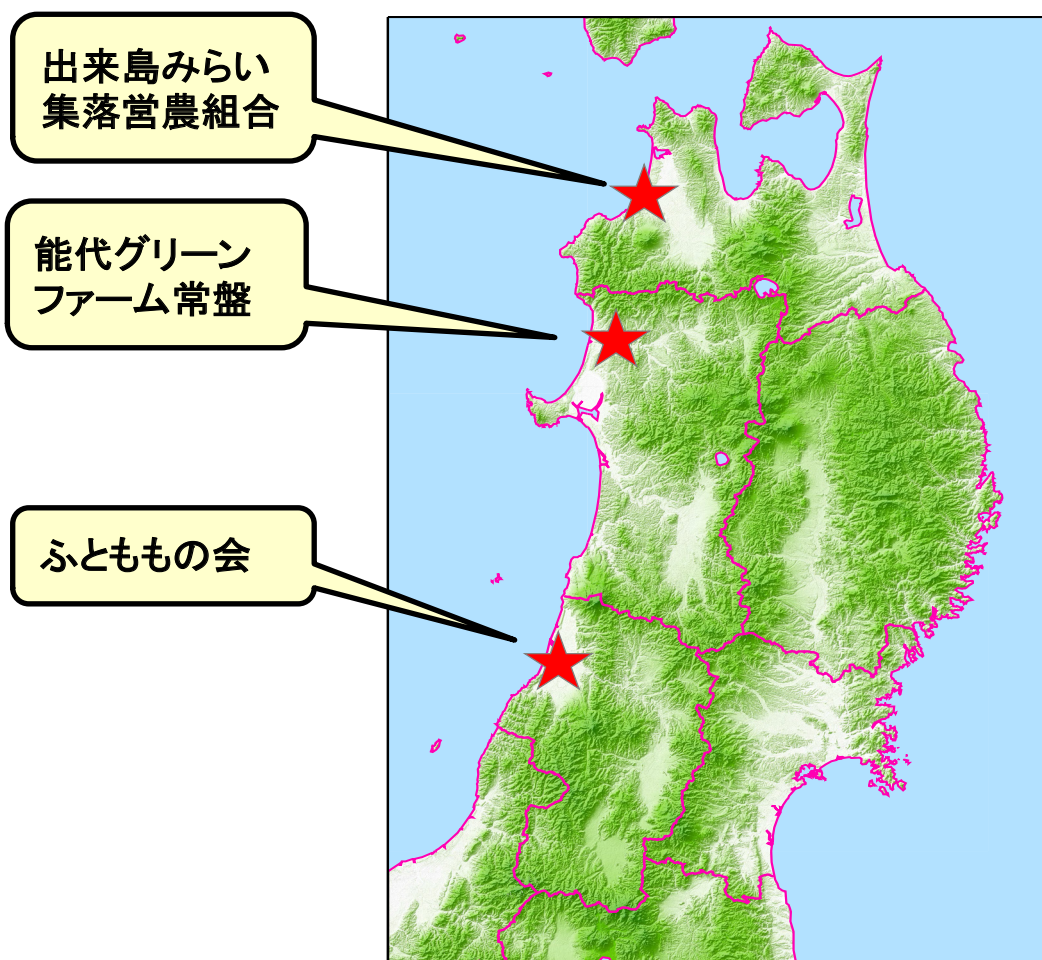 出来島みらい
集落営農組合
能代グリーン
ファーム常盤
ふとももの会